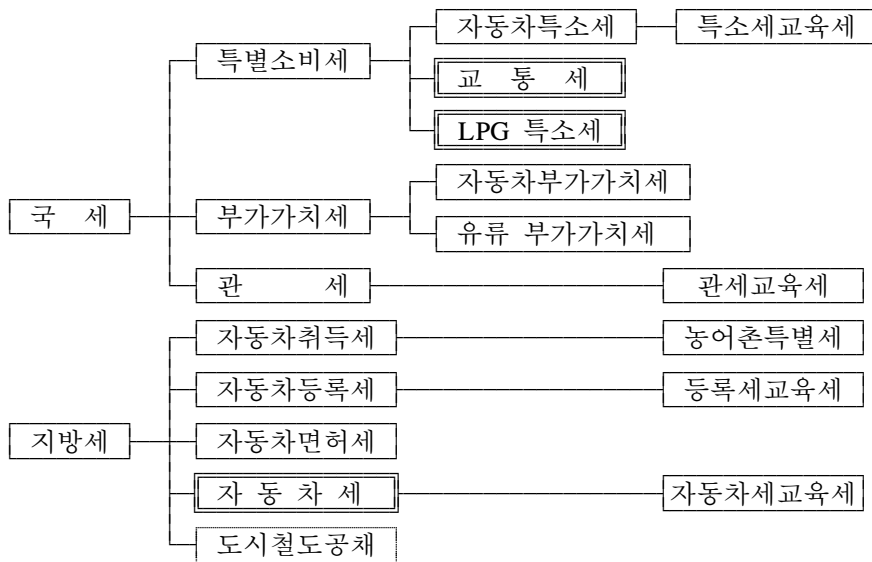 자동차특소세 특소세교육세
특별소비세
교 통 세
LPG 특소세
자동차부가가치세
국 세 부가가치세
유류 부가가치세
관 세 관세교육세
자동차취득세 농어촌특별세
자동차등록세 등록세교육세
지방세 자동차면허세
자 동 차 세 자동차세교육세
도시철도공채